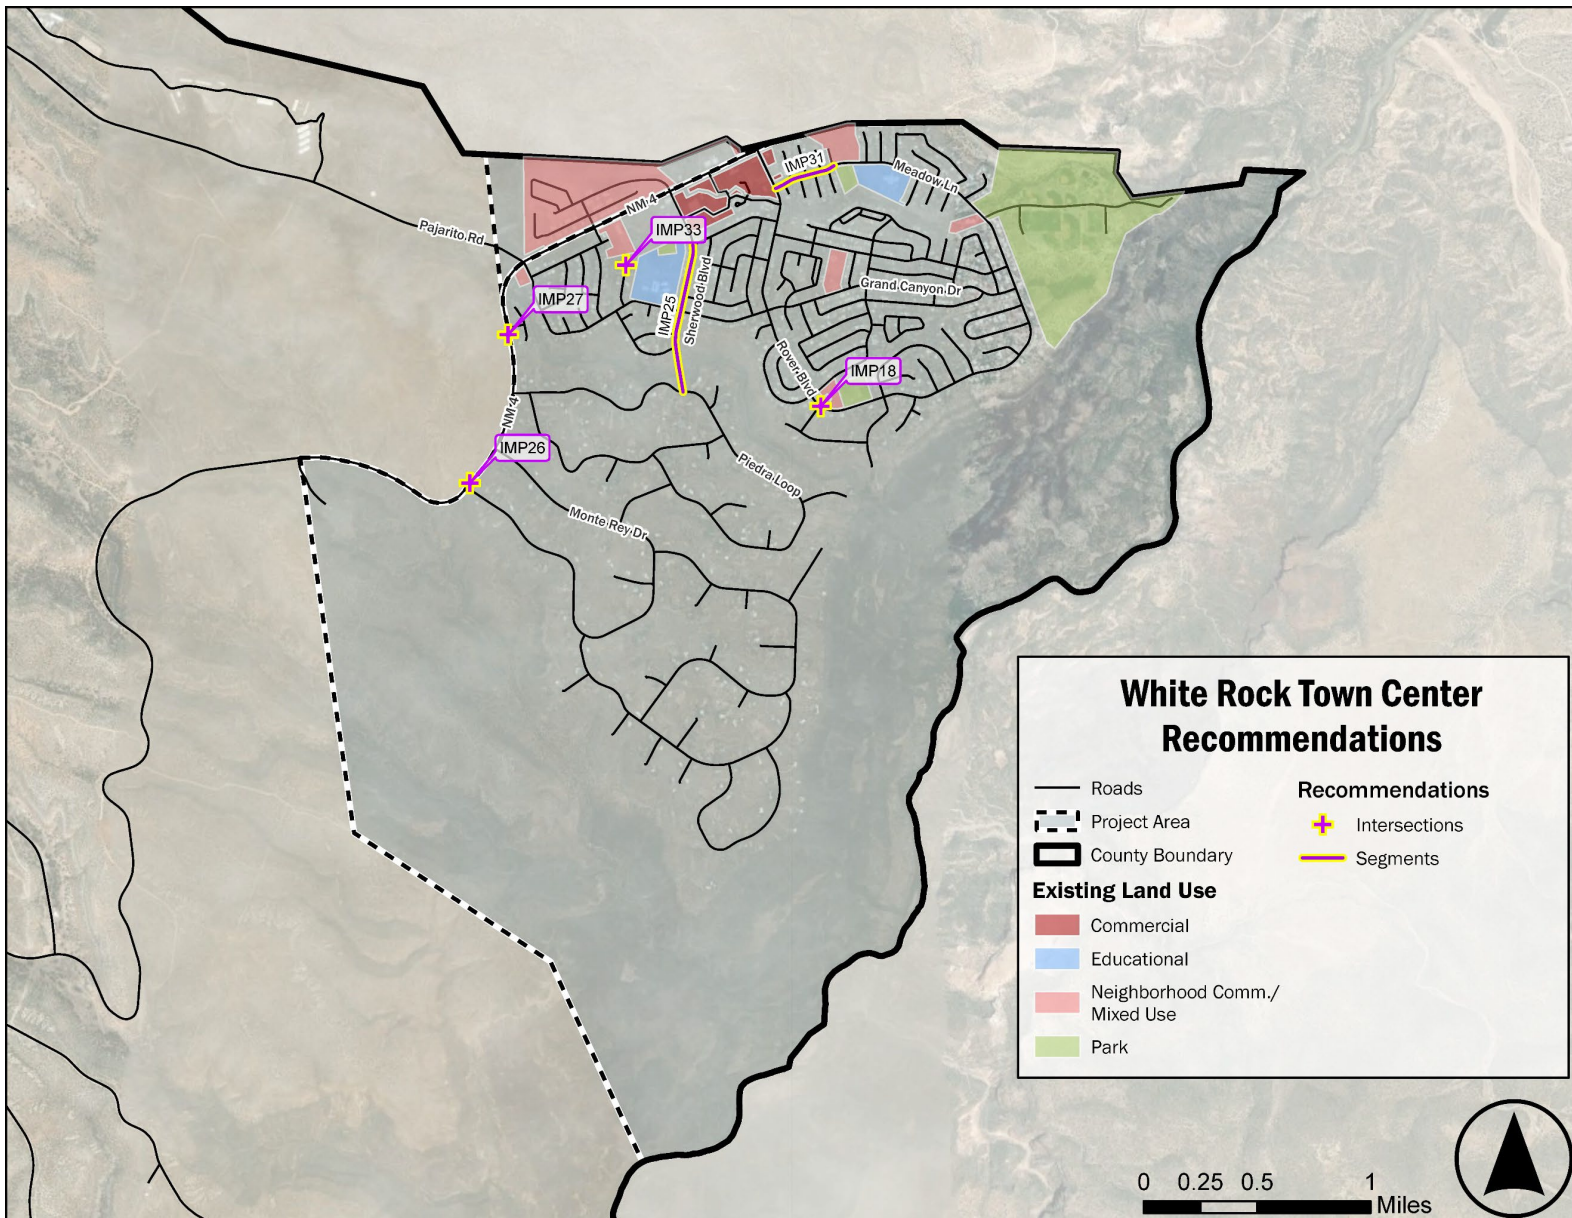 IMP31
Meadow Ln
NM 4
Pajarito Rd
IMP33
IMP27
IMP25
Sherwood Blvd
Grand Canyon Dr
Rover Blvd
IMP18
NM 4
IMP26
Piedra Loop
Monte Rey Dr
White Rock Town Center
Recommendations
Roads
Project Area
County Boundary
Existing Land Use
Commercial
Educational
Neighborhood Comm./
Mixed Use
Park
Recommendations
Intersections
Segments
0 0.25 0.5 1
Miles